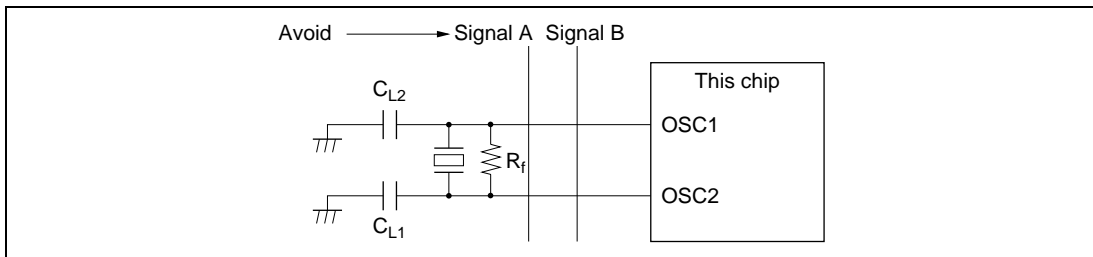 Avoid Signal A Signal B
This chip
CL2
OSC1
Rf
OSC2
CL1